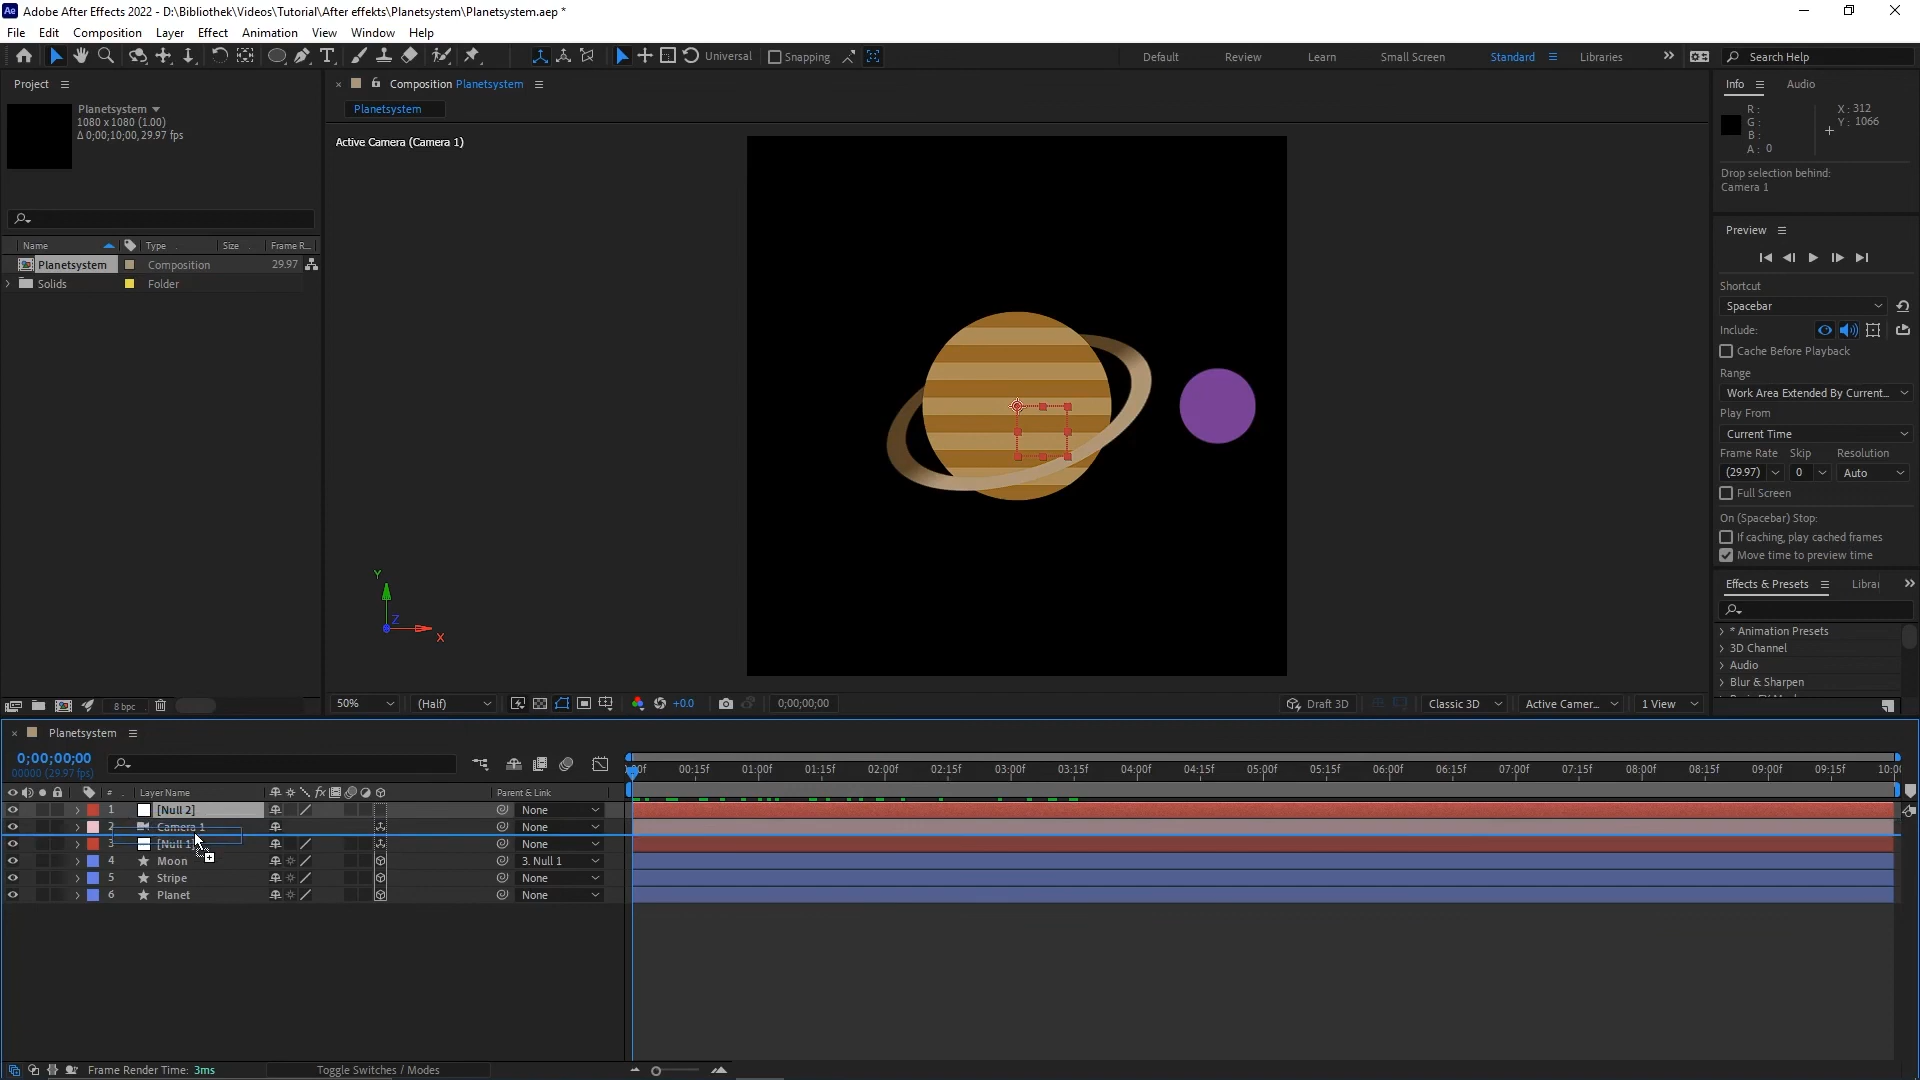 Adobe After Effects 2022 - D:\Bibliothek\Videos\Tutorial\After effekts\Planetsystem\Planetsystem.aep *
File Edit Composition Layer Effect Animation View Window Help
Universal Snapping Default Review Learn Small Screen Standard Libraries Search Help
Project
Planetsystem
1080 x 1080 (1.00)
Δ 0;00;10;00, 29.97 fps
Name Type Size Frame R...
Planetsystem Composition 29.97
Solids Folder
8 bpc
Composition Planetsystem
Planetsystem
Active Camera (Camera 1)
Y
Z
X
50% (Half) +0.0 0;00;00;00 Draft 3D Classic 3D Active Camer... 1 View
Info Audio
R: X: 312
G: Y: 1066
B:
A: 0
Drop selection behind:
Camera 1
Preview
Shortcut
Spacebar
Include:
Cache Before Playback
Range
Work Area Extended By Current...
Play From
Current Time
Frame Rate Skip Resolution
(29.97) 0 Auto
Full Screen
On (Spacebar) Stop:
If caching, play cached frames
Move time to preview time
Effects & Presets Librar
* Animation Presets
3D Channel
Audio
Blur & Sharpen
Planetsystem
0;00;00;00
00000 (29.97 fps)
00:15f 01:00f 01:15f 02:00f 02:15f 03:00f 03:15f 04:00f 04:15f 05:00f 05:15f 06:00f 06:15f 07:00f 07:15f 08:00f 08:15f 09:00f 09:15f 10:0
# Layer Name fx Parent & Link
1 [Null 2] None
2 Camera 1 None
3 [Null 1] None
4 Moon 3. Null 1
5 Stripe None
6 Planet None
Frame Render Time: 3ms Toggle Switches / Modes